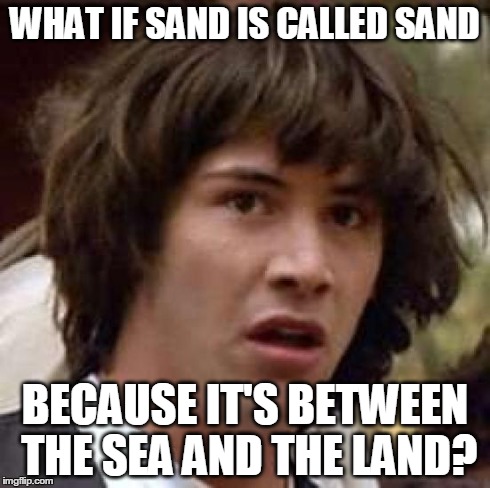 WHAT IF SAND IS CALLED SAND
BECAUSE IT'S BETWEEN
THE SEA AND THE LAND?
imgflip.com